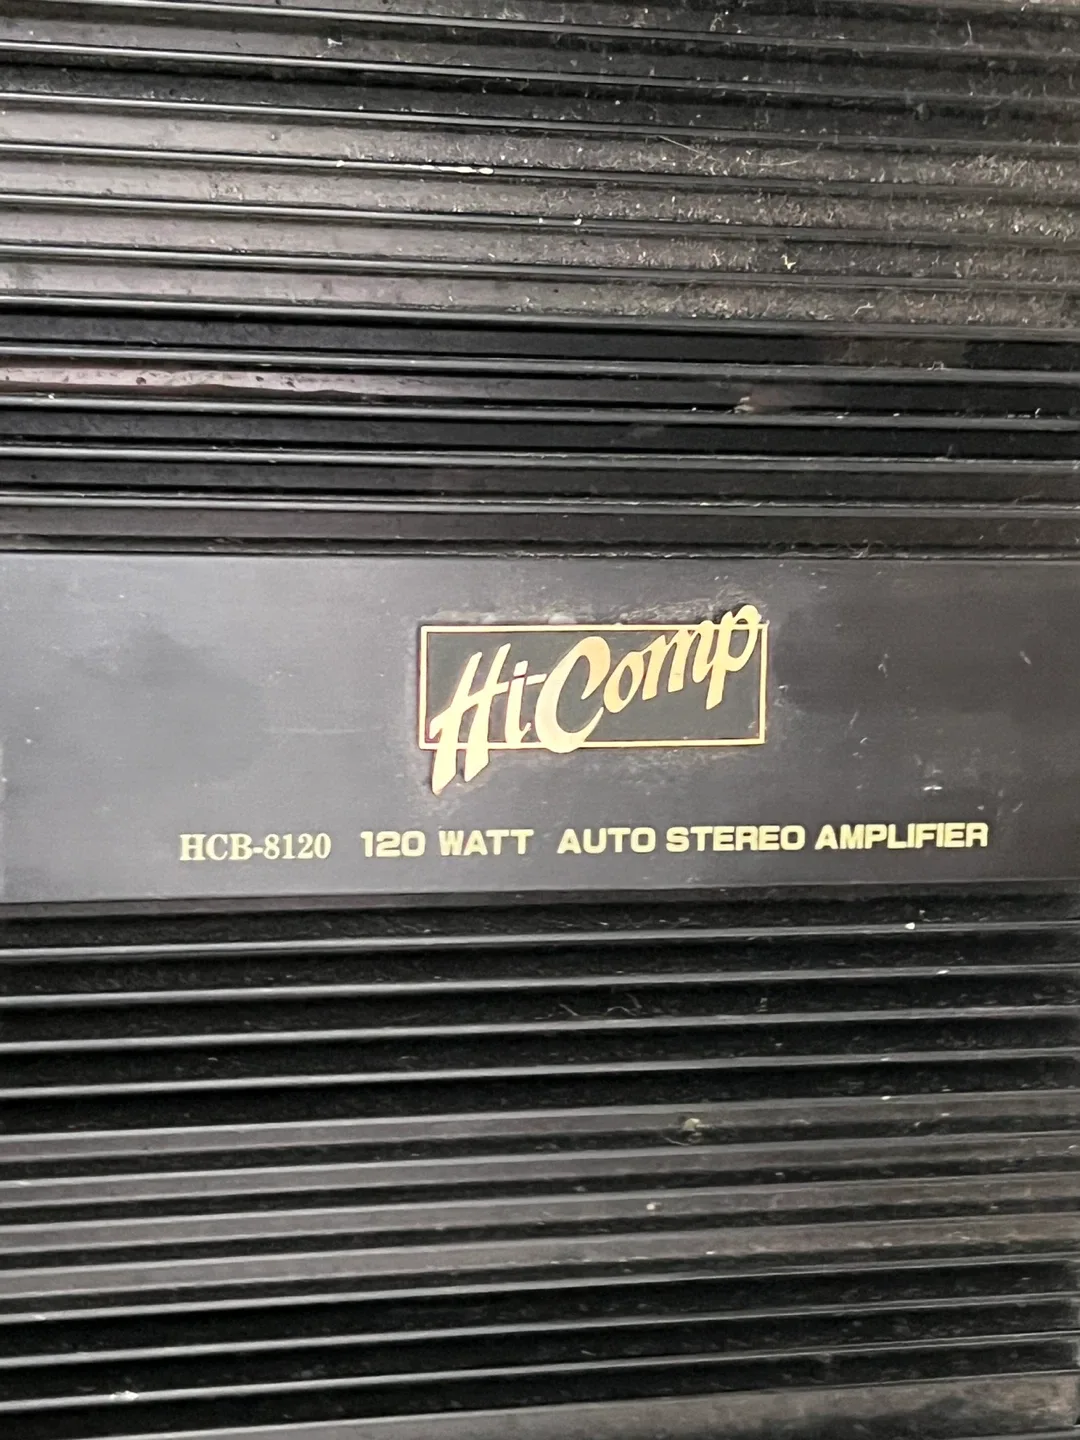 Hi-Comp
HCB-8120 120 WATT AUTO STEREO AMPLIFIER